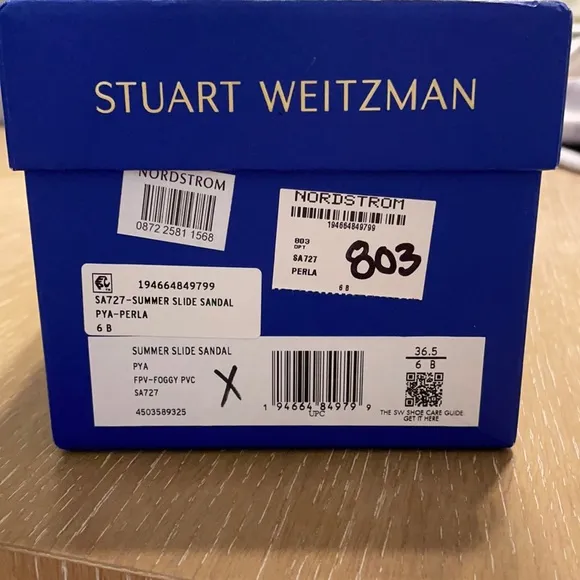 STUART WEITZMAN
NORDSTROM
0872 2581 1568
NORDSTROM
194664849799
803
DPT
SA727
PERLA
803
6 B
194664849799
SA727-SUMMER SLIDE SANDAL
PYA-PERLA
6 B
SUMMER SLIDE SANDAL
PYA
FPV-FOGGY PVC
SA727
4503589325
X
1 94664 84979 9
UPC
36.5
6 B
THE SW SHOE CARE GUIDE
GET IT HERE